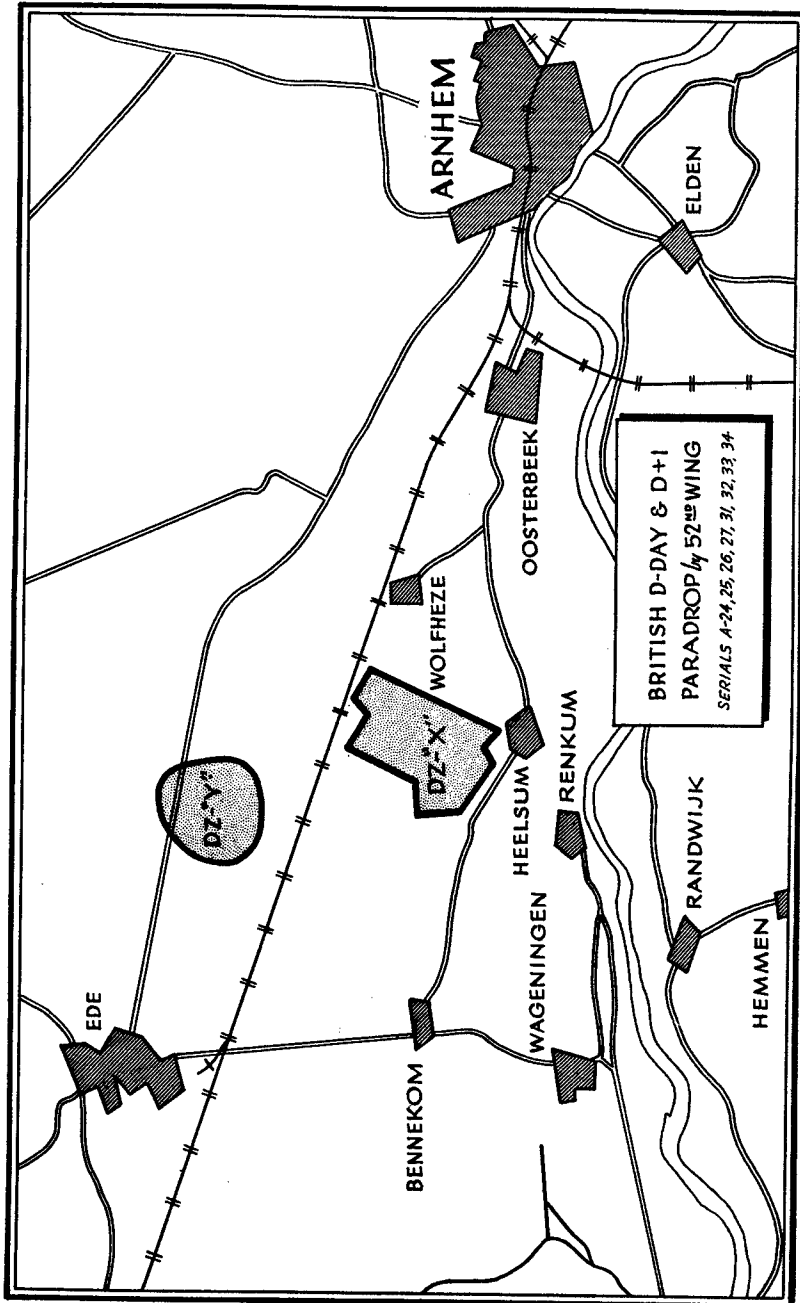 EDE
ARNHEM
DZ-"Y"
BENNEKOM
DZ-"X"
WOLFHEZE
OOSTERBEEK
WAGENINGEN
HEELSUM
RENKUM
ELDEN
RANDWIJK
HEMMEN
BRITISH D-DAY & D+1
PARADROP by 52ND WING
SERIALS A-24, 25, 26, 27, 31, 32, 33, 34